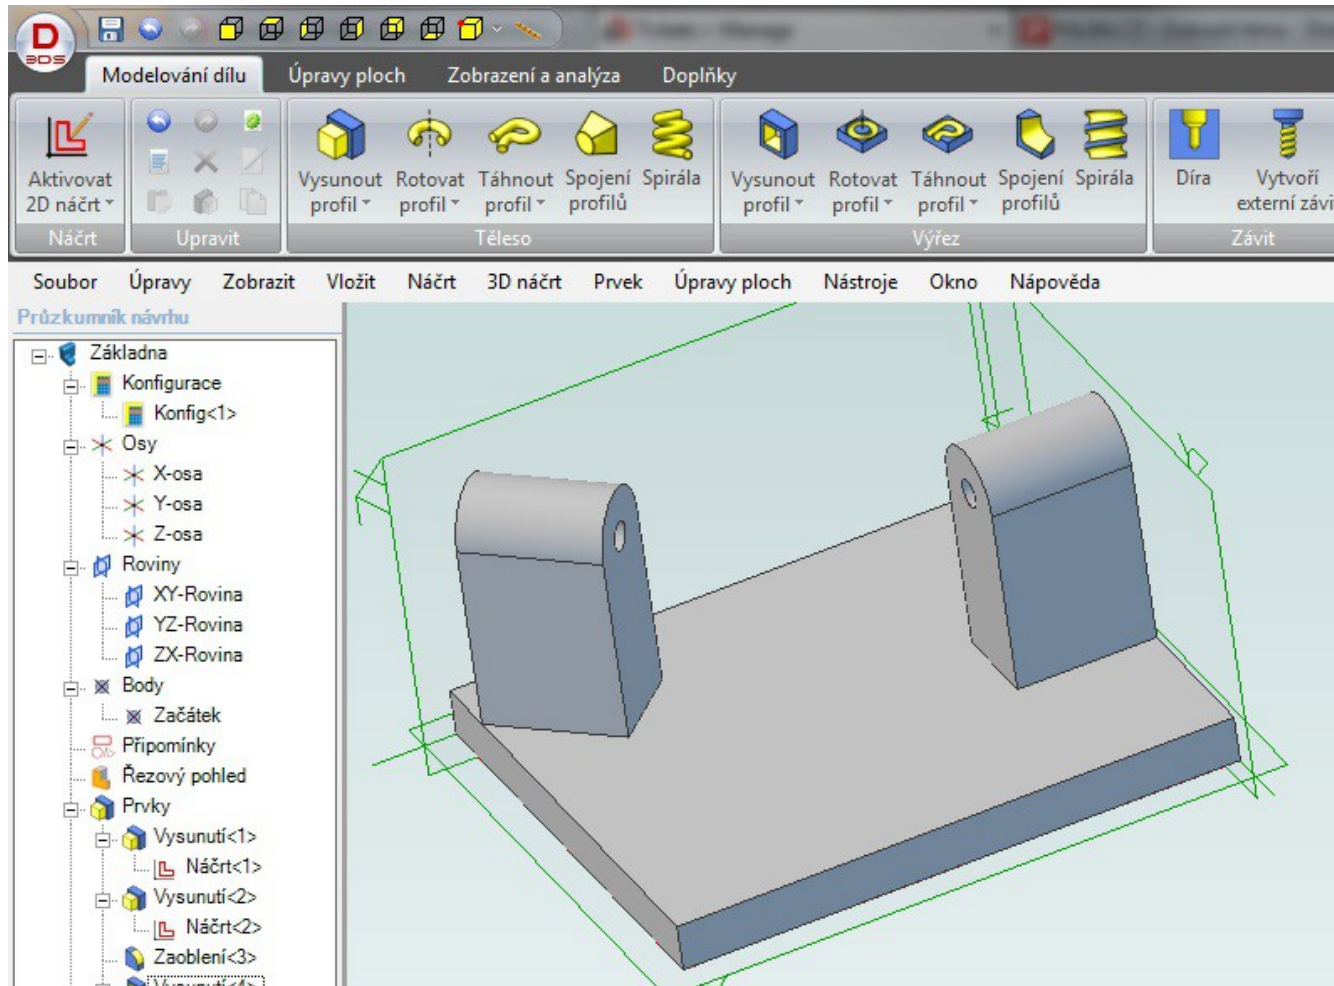 D
3DS
Modelování dílu Úpravy ploch Zobrazení a analýza Doplňky
Aktivovat 2D náčrt
Vysunout profil
Rotovat profil
Táhnout profil
Spojení profilů
Spirála
Vysunout profil
Rotovat profil
Táhnout profil
Spojení profilů
Spirála
Díra
Vytvoří externí závi
Náčrt Upravit Těleso Výřez Závit
Soubor Úpravy Zobrazit Vložit Náčrt 3D náčrt Prvek Úpravy ploch Nástroje Okno Nápověda
Průzkumník návrhu
Základna
Konfigurace
Konfig<1>
Osy
X-osa
Y-osa
Z-osa
Roviny
XY-Rovina
YZ-Rovina
ZX-Rovina
Body
Začátek
Připomínky
Řezový pohled
Prvky
Vysunutí<1>
Náčrt<1>
Vysunutí<2>
Náčrt<2>
Zaoblení<3>
Vysunutí<4>